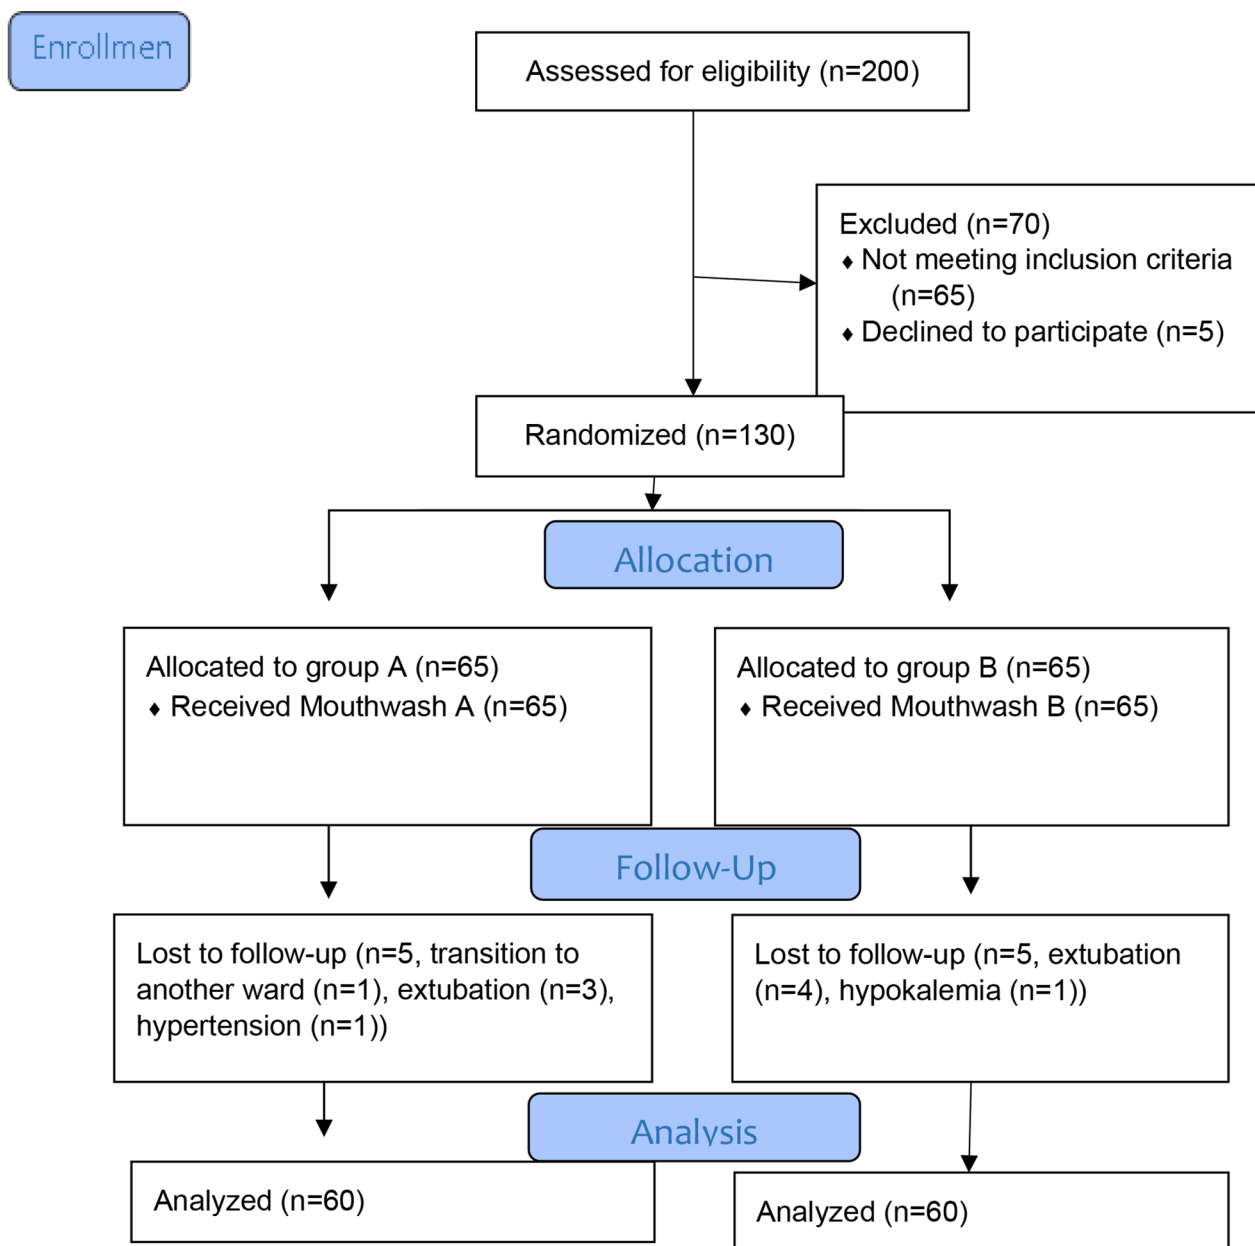 Enrollmen
Assessed for eligibility (n=200)
Excluded (n=70)
♦ Not meeting inclusion criteria
(n=65)
♦ Declined to participate (n=5)
Randomized (n=130)
Allocation
Allocated to group A (n=65)
♦ Received Mouthwash A (n=65)
Allocated to group B (n=65)
♦ Received Mouthwash B (n=65)
Follow-Up
Lost to follow-up (n=5, transition to
another ward (n=1), extubation (n=3),
hypertension (n=1))
Lost to follow-up (n=5, extubation
(n=4), hypokalemia (n=1))
Analysis
Analyzed (n=60)
Analyzed (n=60)